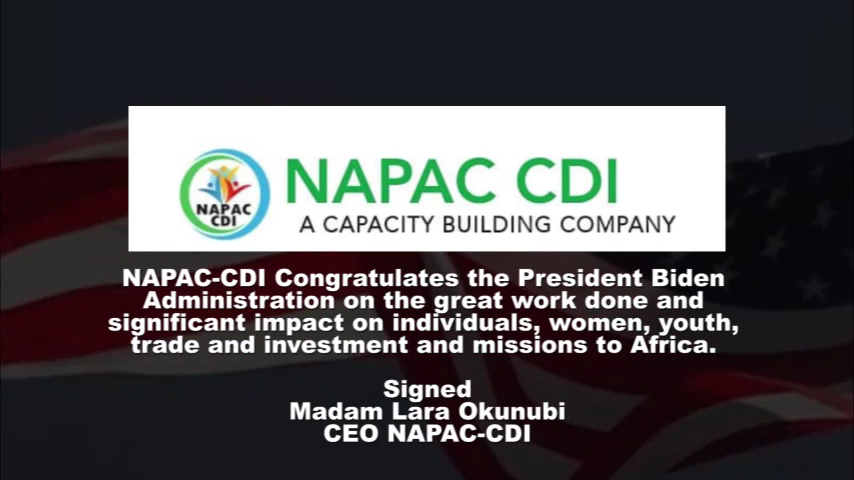 NAPAC
CDI
NAPAC CDI
A CAPACITY BUILDING COMPANY
NAPAC-CDI Congratulates the President Biden
Administration on the great work done and
significant impact on individuals, women, youth,
trade and investment and missions to Africa.
Signed
Madam Lara Okunubi
CEO NAPAC-CDI